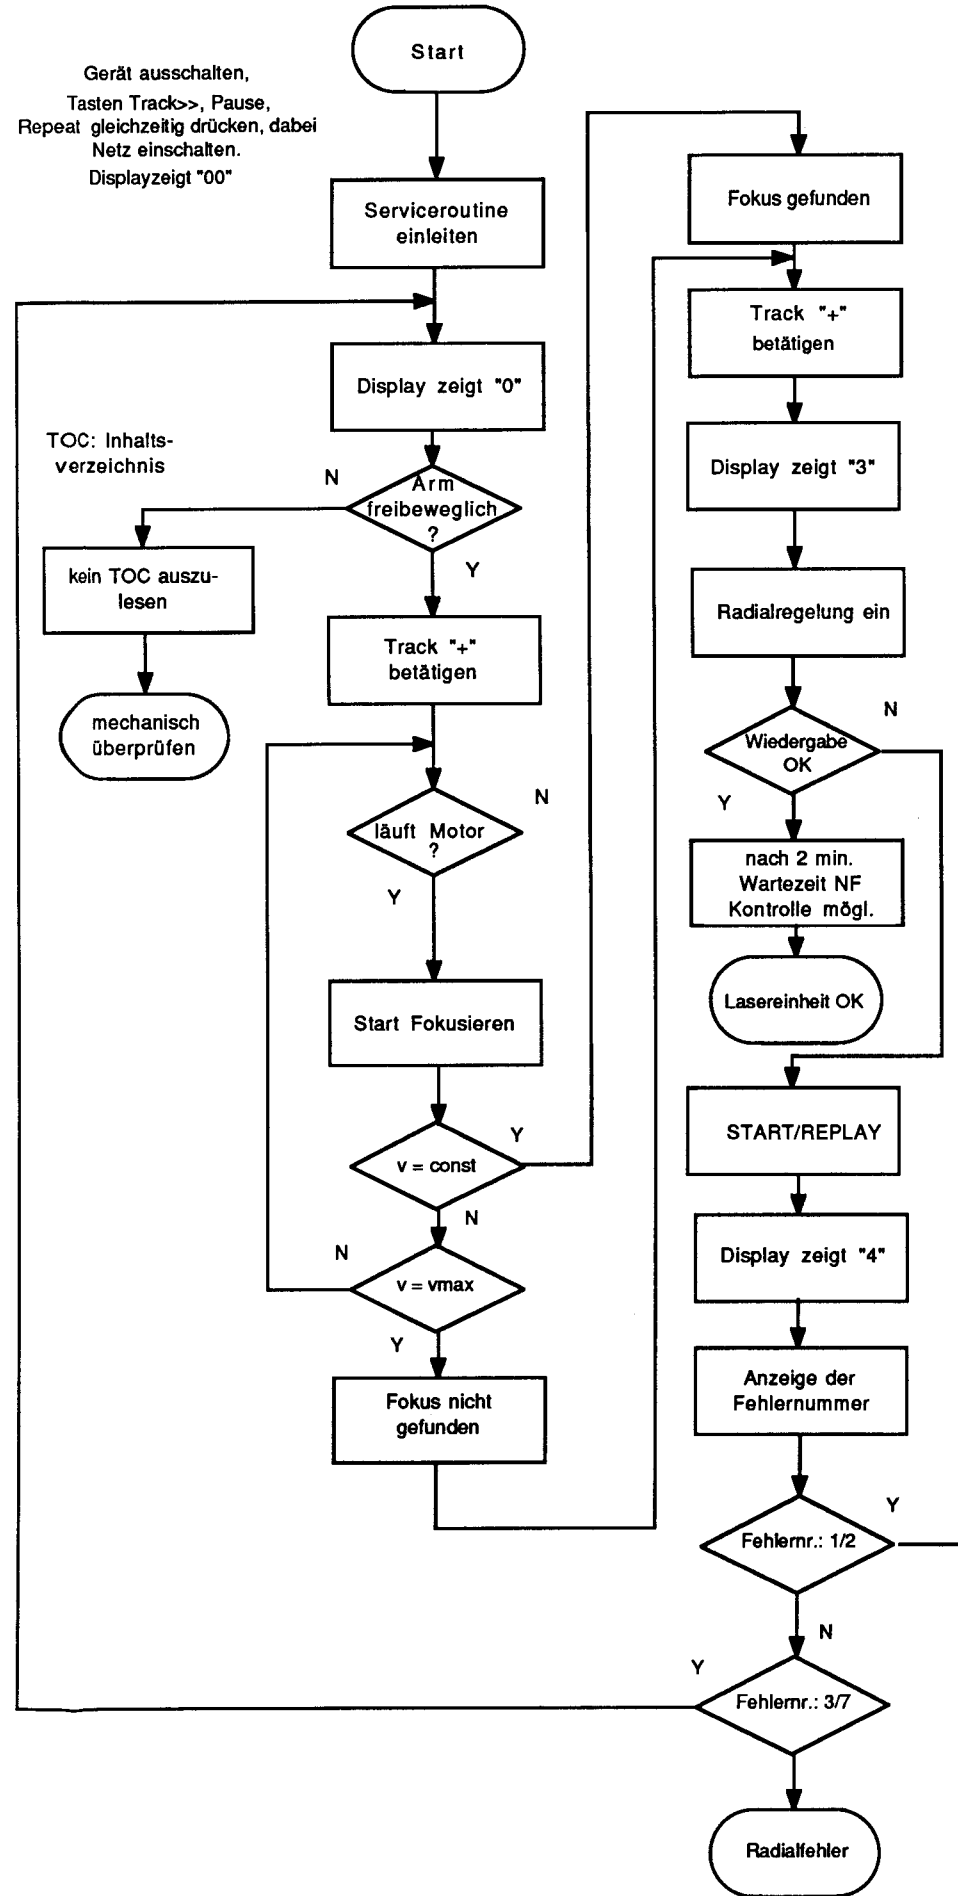 Start
Gerät ausschalten,
Tasten Track>>, Pause,
Repeat gleichzeitig drücken, dabei
Netz einschalten.
Displayzeigt "00"
Serviceroutine
einleiten
Display zeigt "0"
TOC: Inhalts-
verzeichnis
N
Arm
freibeweglich
?
Y
kein TOC auszu-
lesen
mechanisch
überprüfen
Track "+"
betätigen
läuft Motor
?
N
Y
Start Fokusieren
v = const
Y
N
v = vmax
N
Y
Fokus nicht
gefunden
Fokus gefunden
Track "+"
betätigen
Display zeigt "3"
Radialregelung ein
Wiedergabe
OK
N
Y
nach 2 min.
Wartezeit NF
Kontrolle mögl.
Lasereinheit OK
START/REPLAY
Display zeigt "4"
Anzeige der
Fehlernummer
Fehlernr.: 1/2
Y
N
Fehlernr.: 3/7
Y
Radialfehler